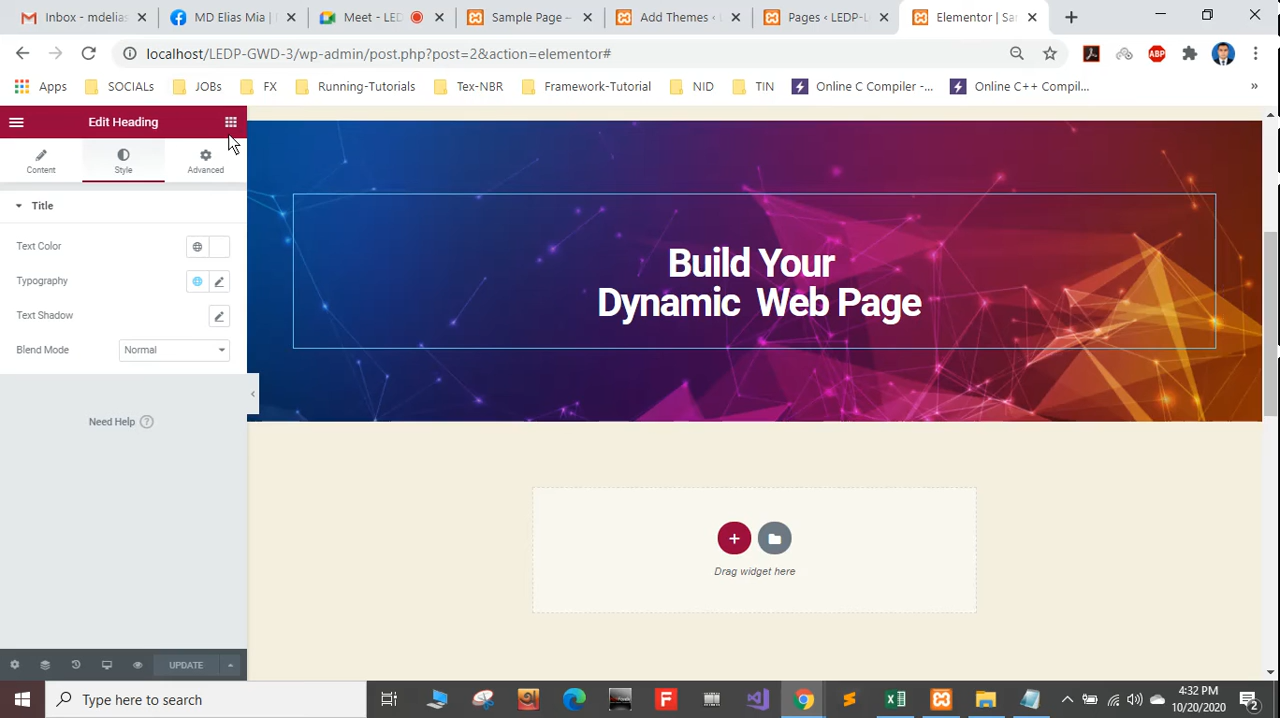 Inbox - mdelias
MD Elias Mia |
Meet - LED
Sample Page –
Add Themes ‹ L
Pages ‹ LEDP-L
Elementor | Sa
localhost/LEDP-GWD-3/wp-admin/post.php?post=2&action=elementor#
ABP
Apps
SOCIALs
JOBs
FX
Running-Tutorials
Tex-NBR
Framework-Tutorial
NID
TIN
Online C Compiler -...
Online C++ Compil...
»
Edit Heading
Content
Style
Advanced
Title
Text Color
Typography
Text Shadow
Blend Mode
Normal
Need Help ?
Build Your
Dynamic Web Page
Drag widget here
UPDATE
Type here to search
4:32 PM
10/20/2020
2